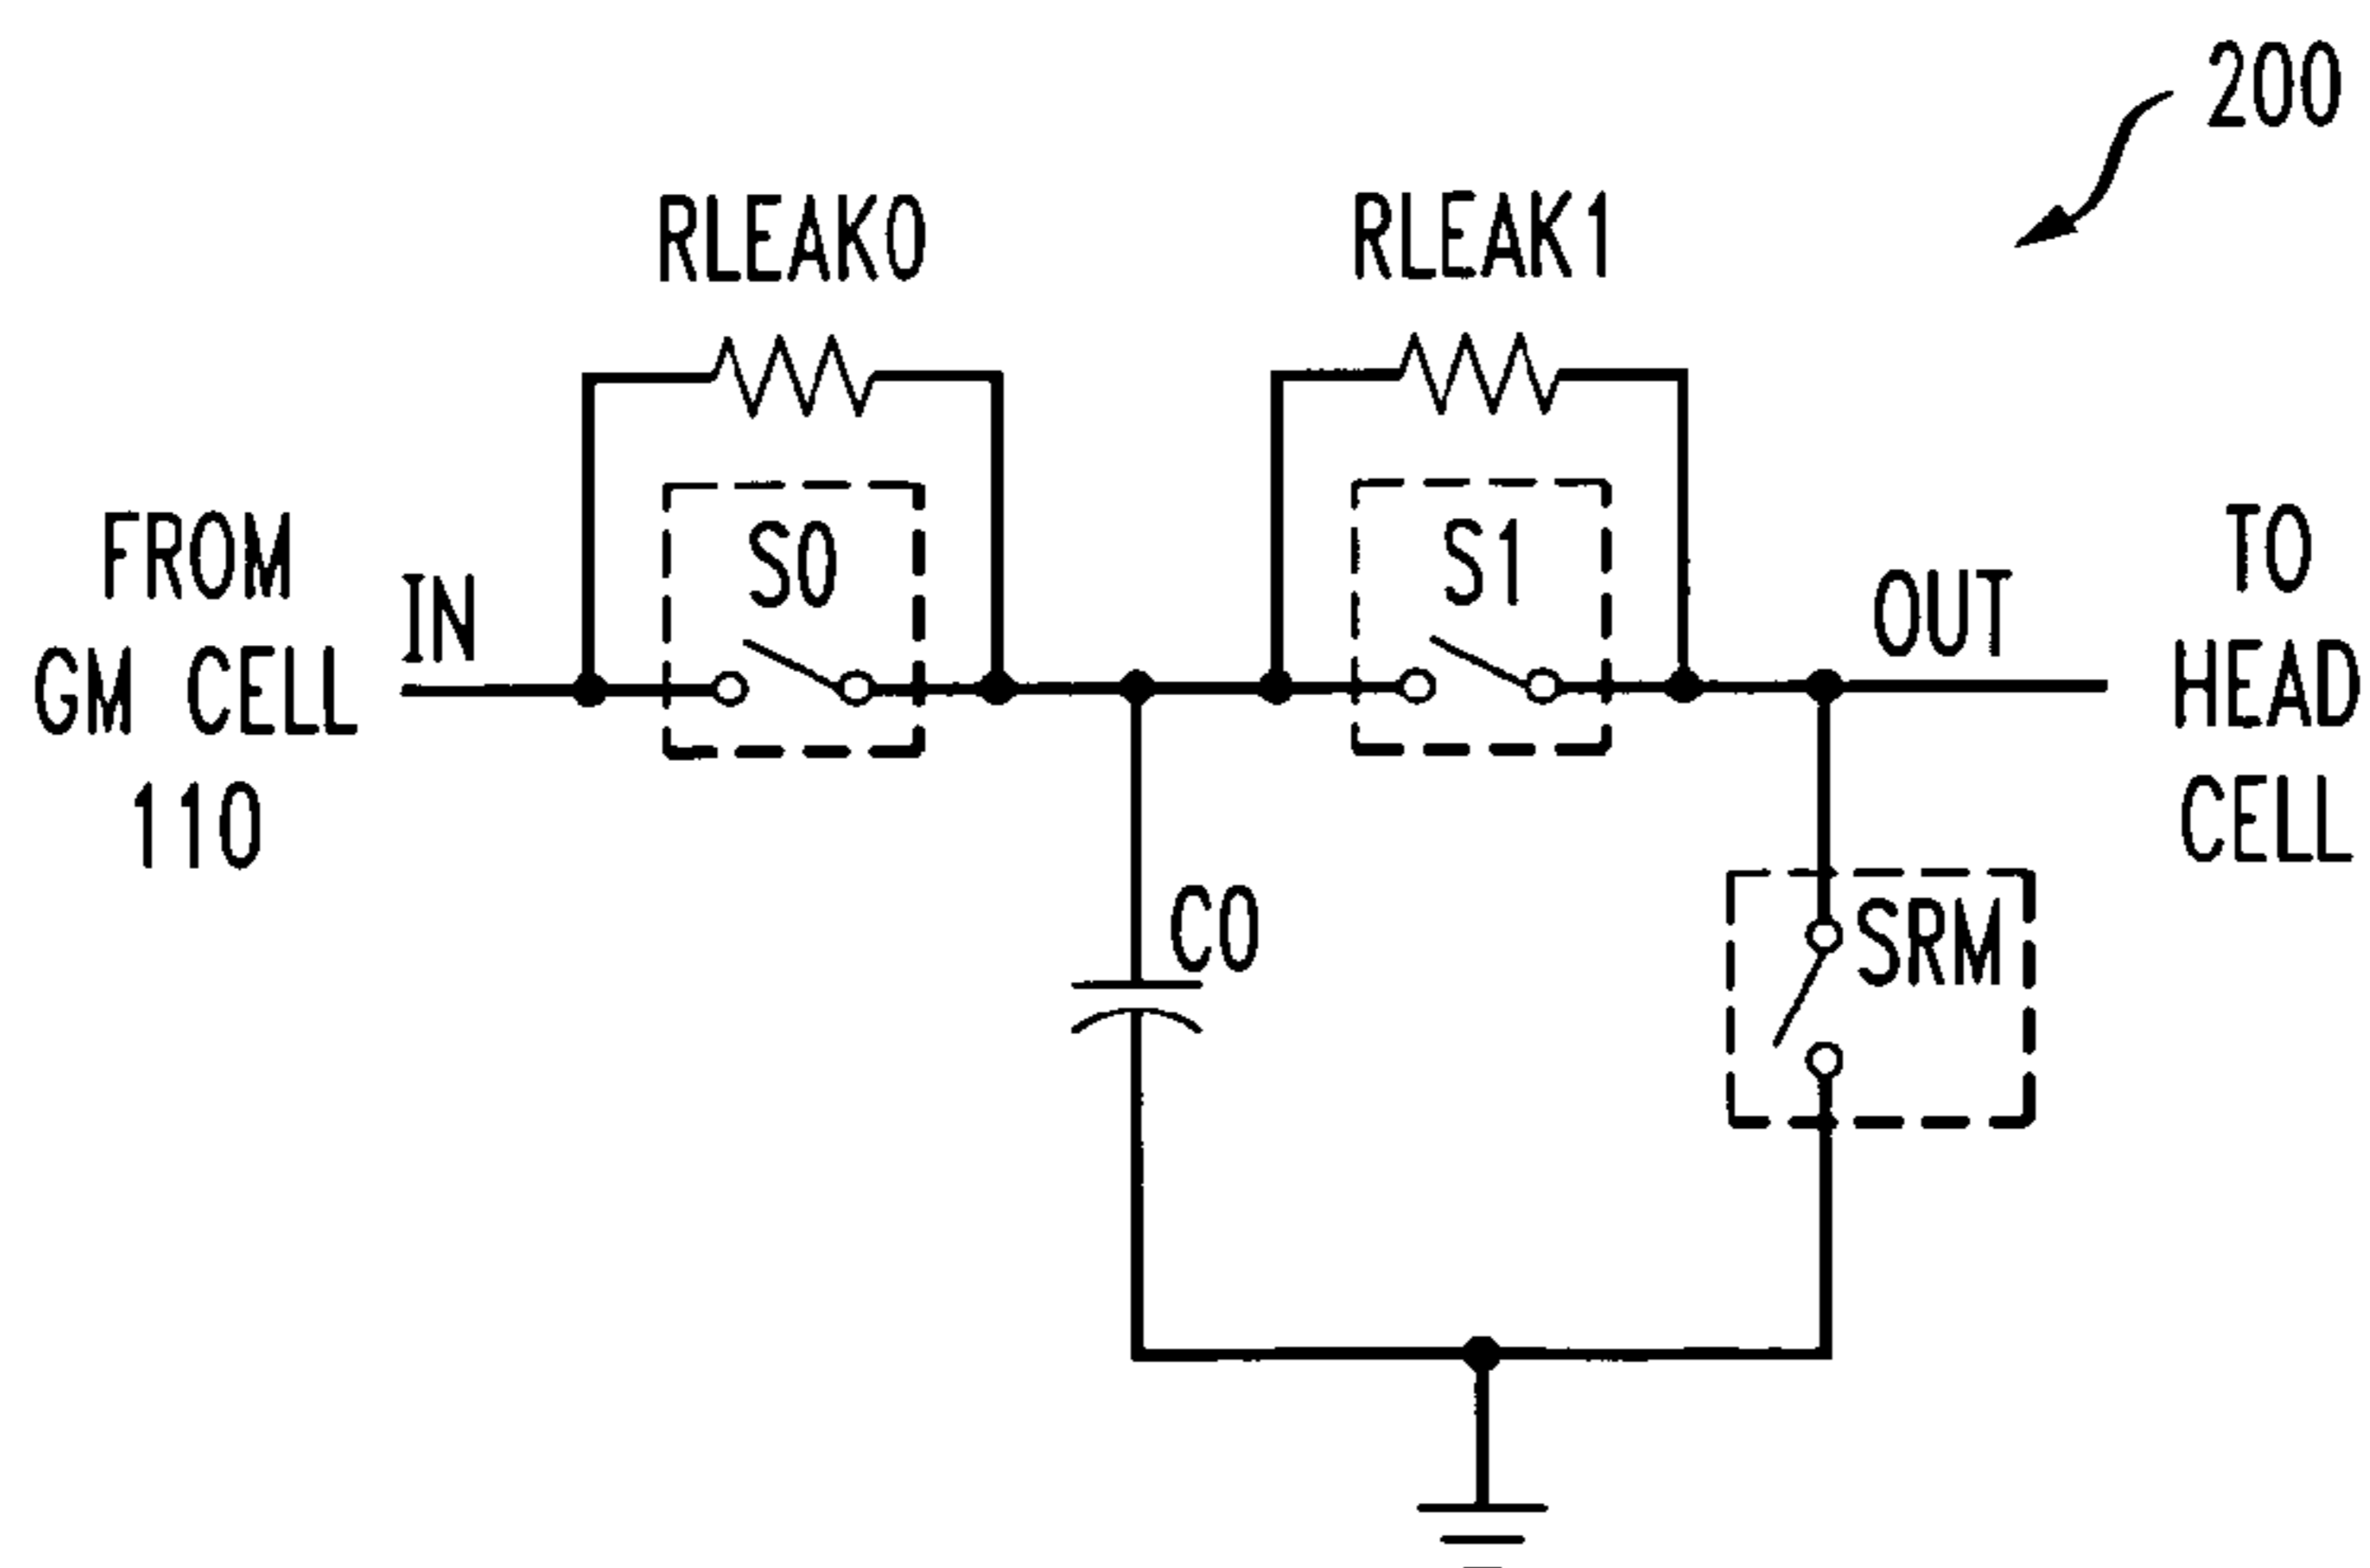 200
RLEAK0
RLEAK1
FROM
GM CELL
110
IN
S0
S1
OUT
TO
HEAD
CELL
C0
SRM